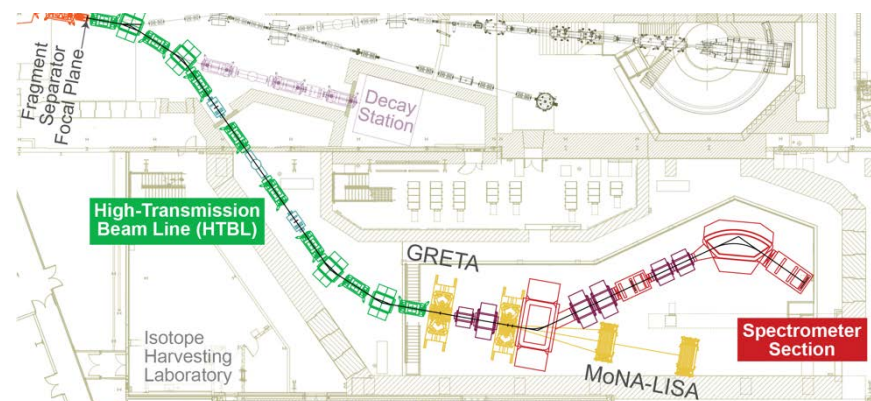 Fragment
Separator
Focal Plane
Decay
Station
High-Transmission
Beam Line (HTBL)
GRETA
Isotope
Harvesting
Laboratory
Spectrometer
Section
MoNA-LISA